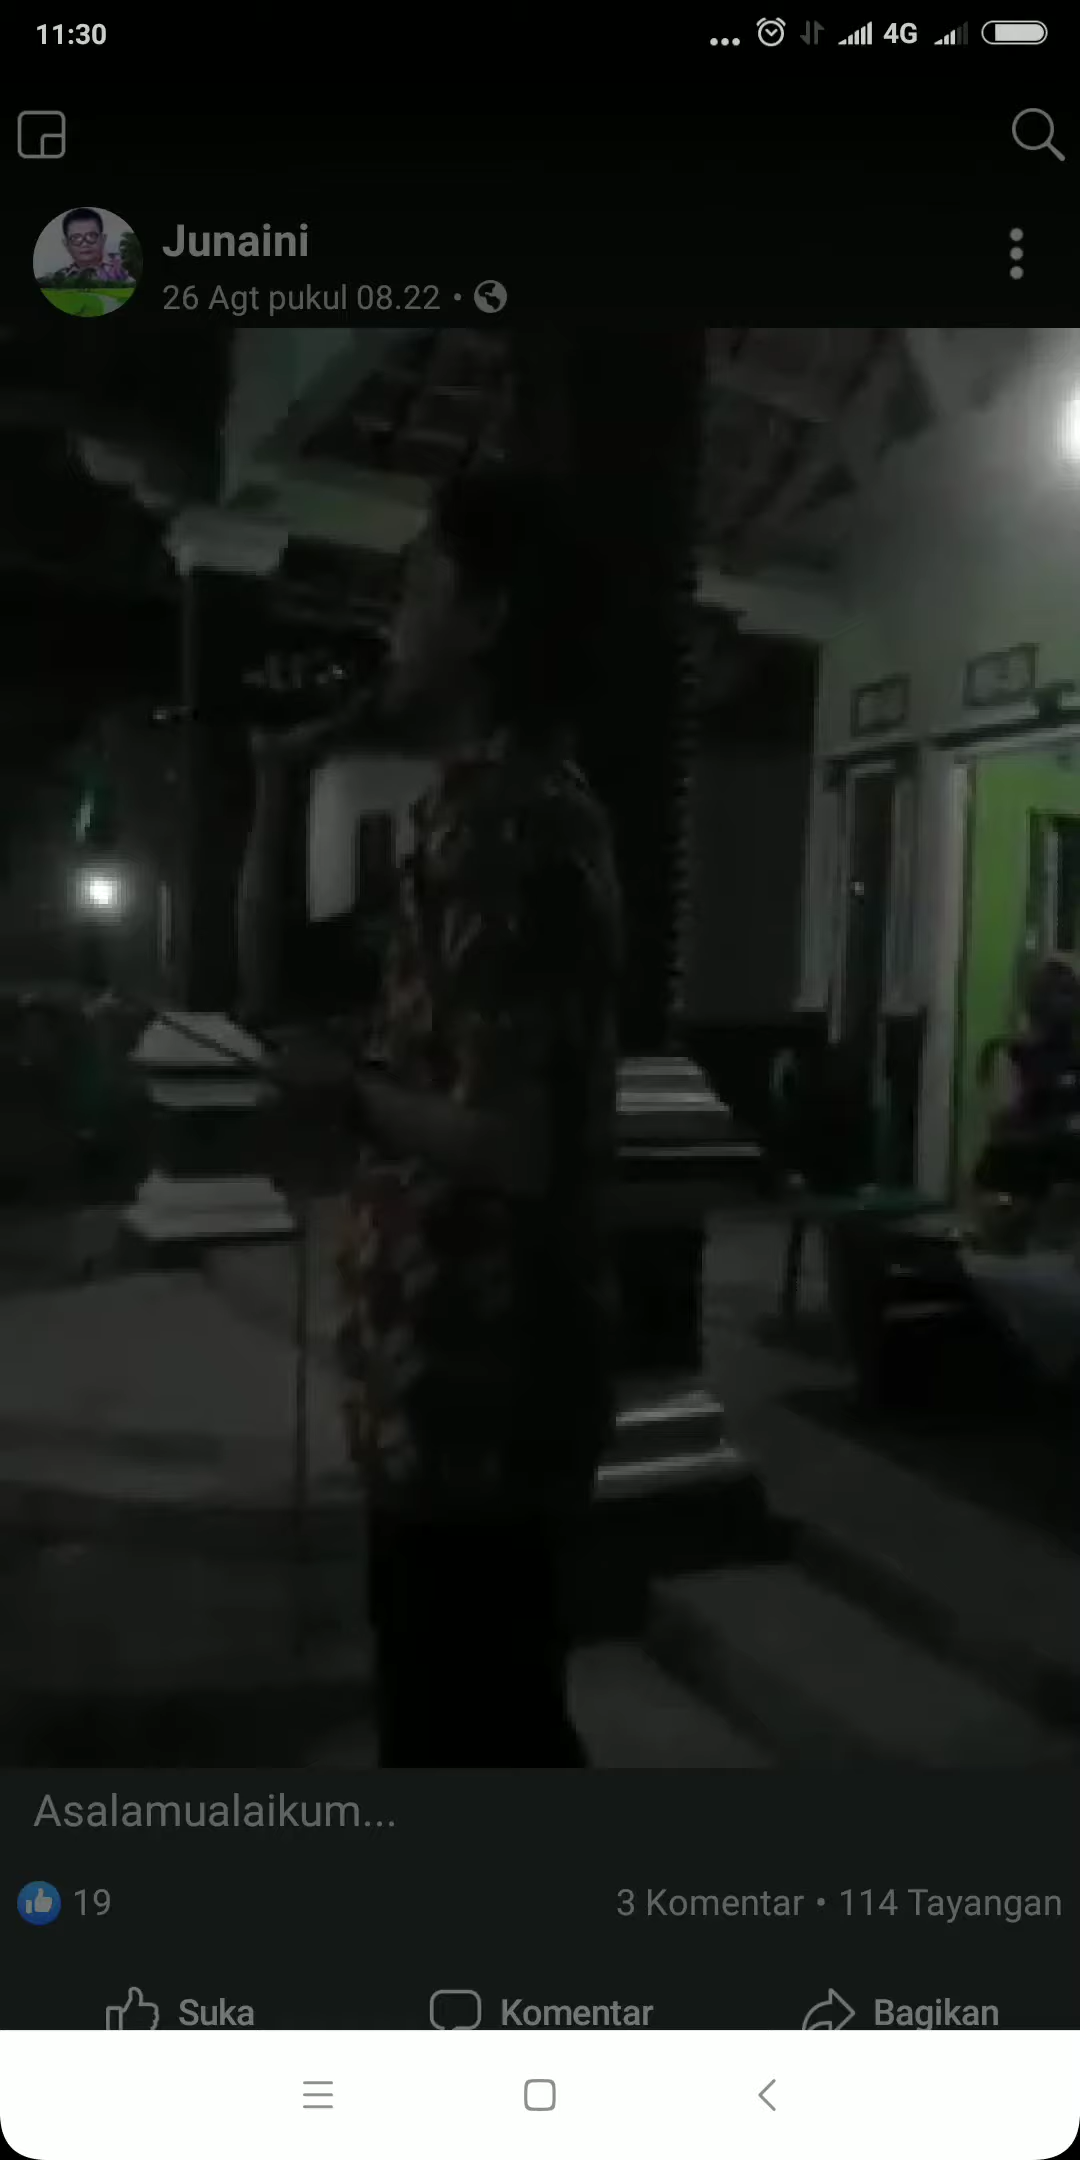 11:30
4G
Junaini
26 Agt pukul 08.22 •
Asalamualaikum...
19
3 Komentar • 114 Tayangan
Suka
Komentar
Bagikan